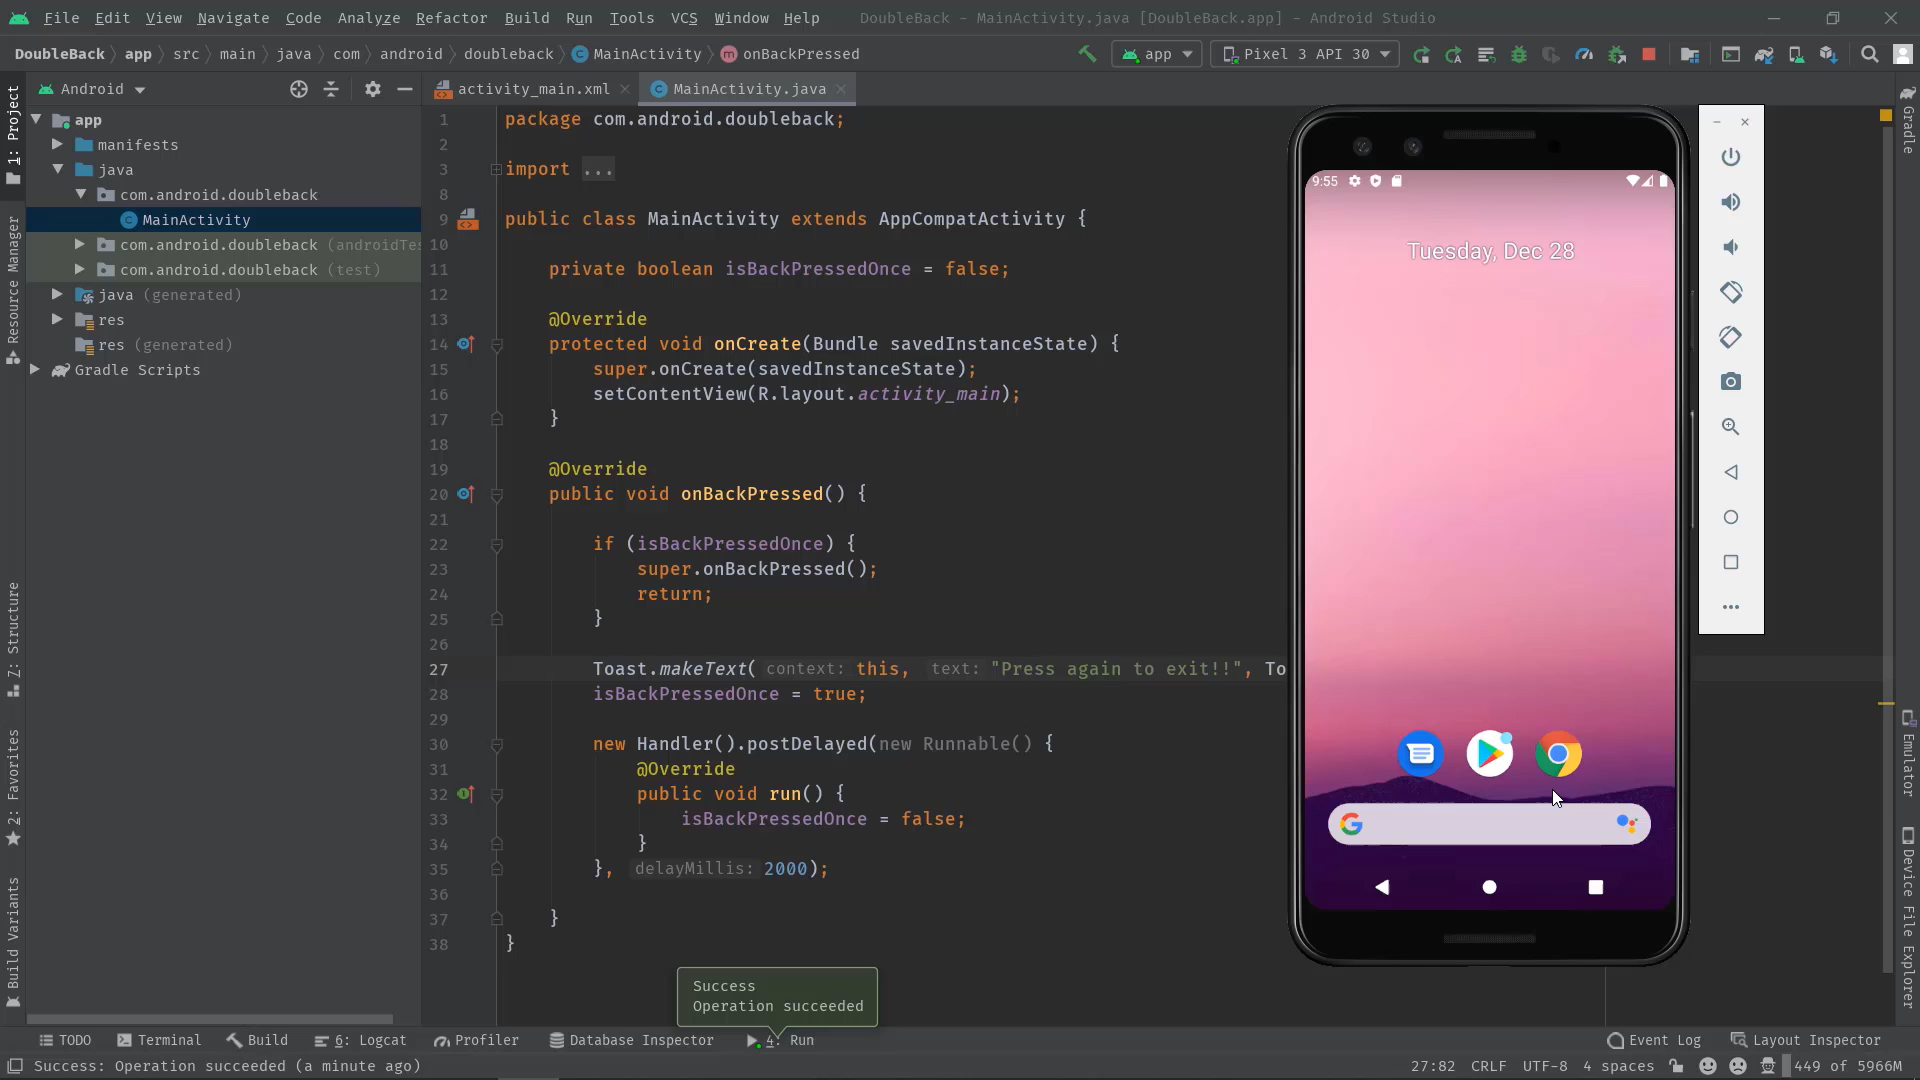 File Edit View Navigate Code Analyze Refactor Build Run Tools VCS Window Help DoubleBack - MainActivity.java [DoubleBack.app] - Android Studio
DoubleBack app src main java com android doubleback MainActivity onBackPressed app Pixel 3 API 30
Android
activity_main.xml MainActivity.java
1: Project
Resource Manager
Z: Structure
2: Favorites
Build Variants
app
manifests
java
com.android.doubleback
MainActivity
com.android.doubleback (androidTes
com.android.doubleback (test)
java (generated)
res
res (generated)
Gradle Scripts
1 package com.android.doubleback;
2
3 import ...
8
9 public class MainActivity extends AppCompatActivity {
10
11 private boolean isBackPressedOnce = false;
12
13 @Override
14 protected void onCreate(Bundle savedInstanceState) {
15 super.onCreate(savedInstanceState);
16 setContentView(R.layout.activity_main);
17 }
18
19 @Override
20 public void onBackPressed() {
21
22 if (isBackPressedOnce) {
23 super.onBackPressed();
24 return;
25 }
26
27 Toast.makeText( context: this, text: "Press again to exit!!", To
28 isBackPressedOnce = true;
29
30 new Handler().postDelayed(new Runnable() {
31 @Override
32 public void run() {
33 isBackPressedOnce = false;
34 }
35 }, delayMillis: 2000);
36
37 }
38 }
9:55
Tuesday, Dec 28
Gradle
Emulator
Device File Explorer
Success
Operation succeeded
TODO Terminal Build 6: Logcat Profiler Database Inspector 4: Run Event Log Layout Inspector
Success: Operation succeeded (a minute ago) 27:82 CRLF UTF-8 4 spaces 449 of 5966M